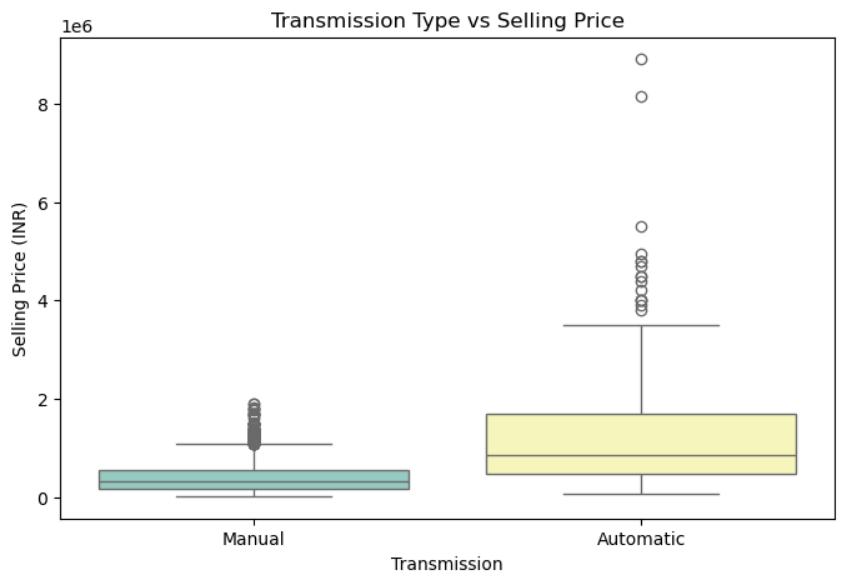 Transmission Type vs Selling Price
1e6
8
6
4
2
0
Selling Price (INR)
Manual
Automatic
Transmission